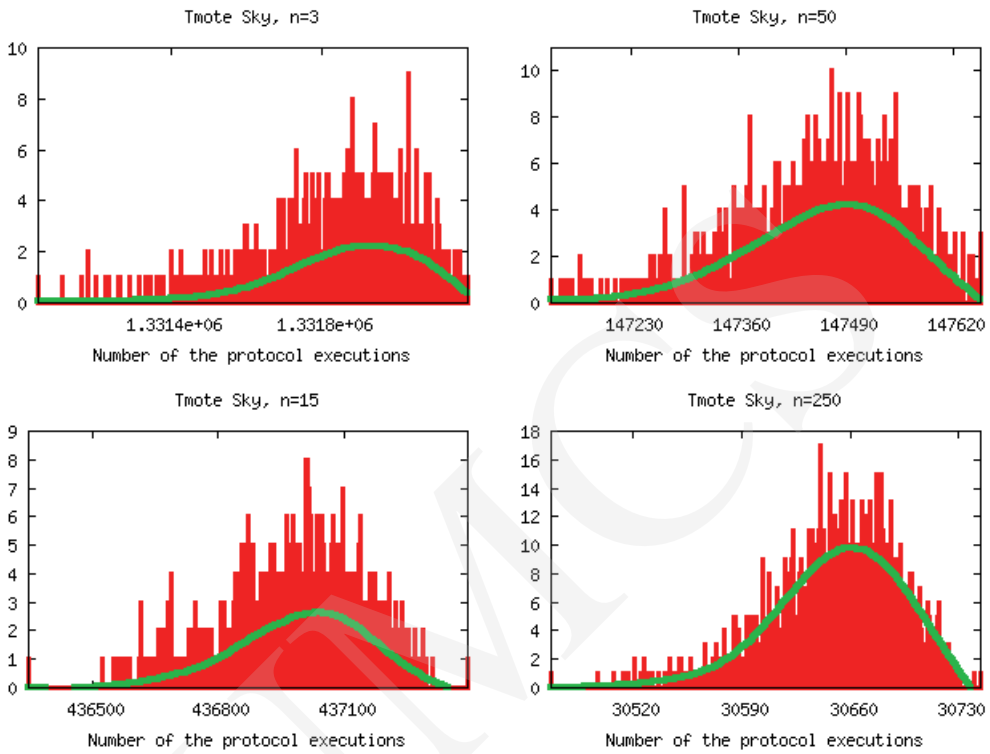 Tmote Sky, n=3
10
8
6
4
2
0
1.3314e+06 1.3318e+06
Number of the protocol executions
Tmote Sky, n=50
10
8
6
4
2
0
147230 147360 147490 147620
Number of the protocol executions
Tmote Sky, n=15
9
8
7
6
5
4
3
2
1
0
436500 436800 437100
Number of the protocol executions
Tmote Sky, n=250
18
16
14
12
10
8
6
4
2
0
30520 30590 30660 30730
Number of the protocol executions
UMCS